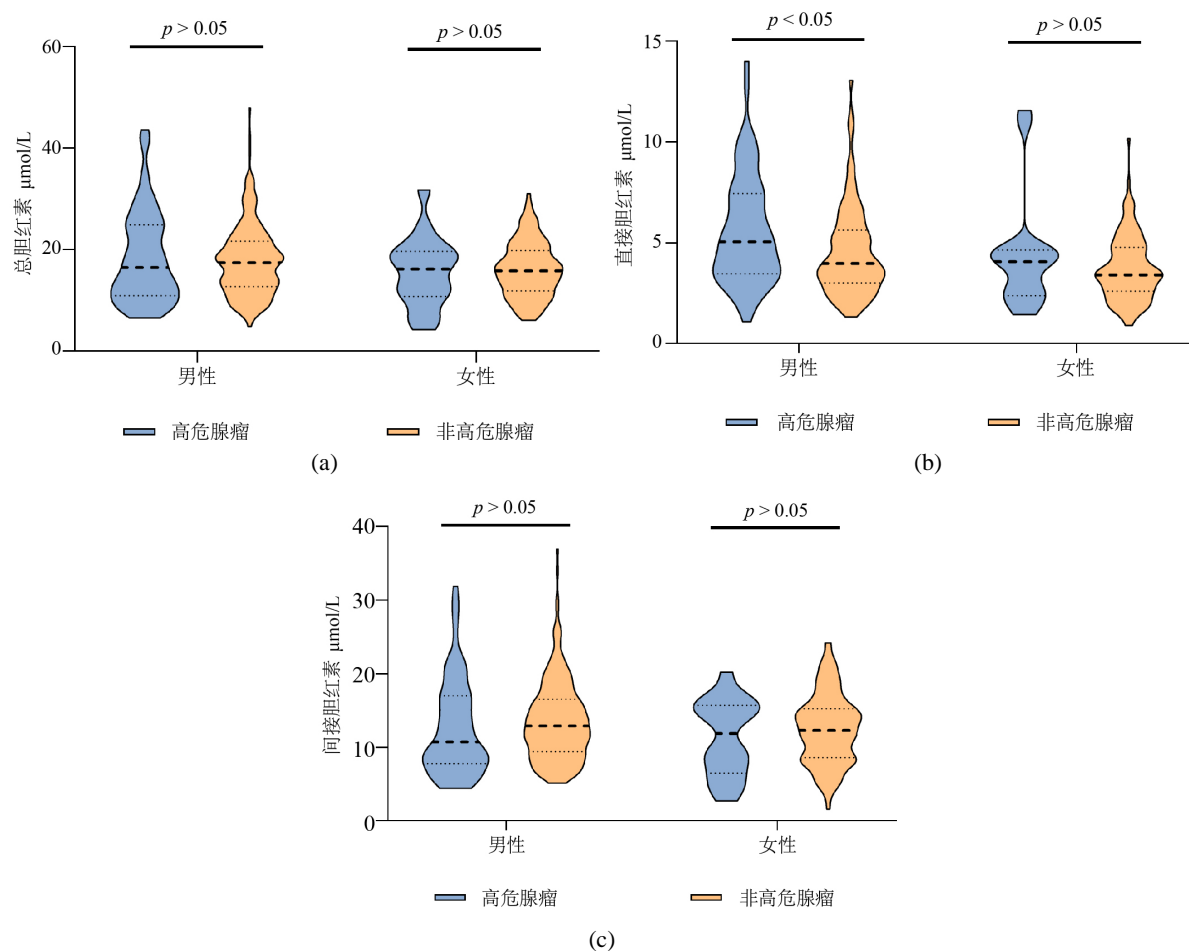 p > 0.05
p > 0.05
60
40
20
0
总胆红素 μmol/L
男性
女性
高危腺瘤
非高危腺瘤
(a)
p < 0.05
p > 0.05
15
10
5
0
直接胆红素 μmol/L
男性
女性
高危腺瘤
非高危腺瘤
(b)
p > 0.05
p > 0.05
40
30
20
10
0
间接胆红素 μmol/L
男性
女性
高危腺瘤
非高危腺瘤
(c)